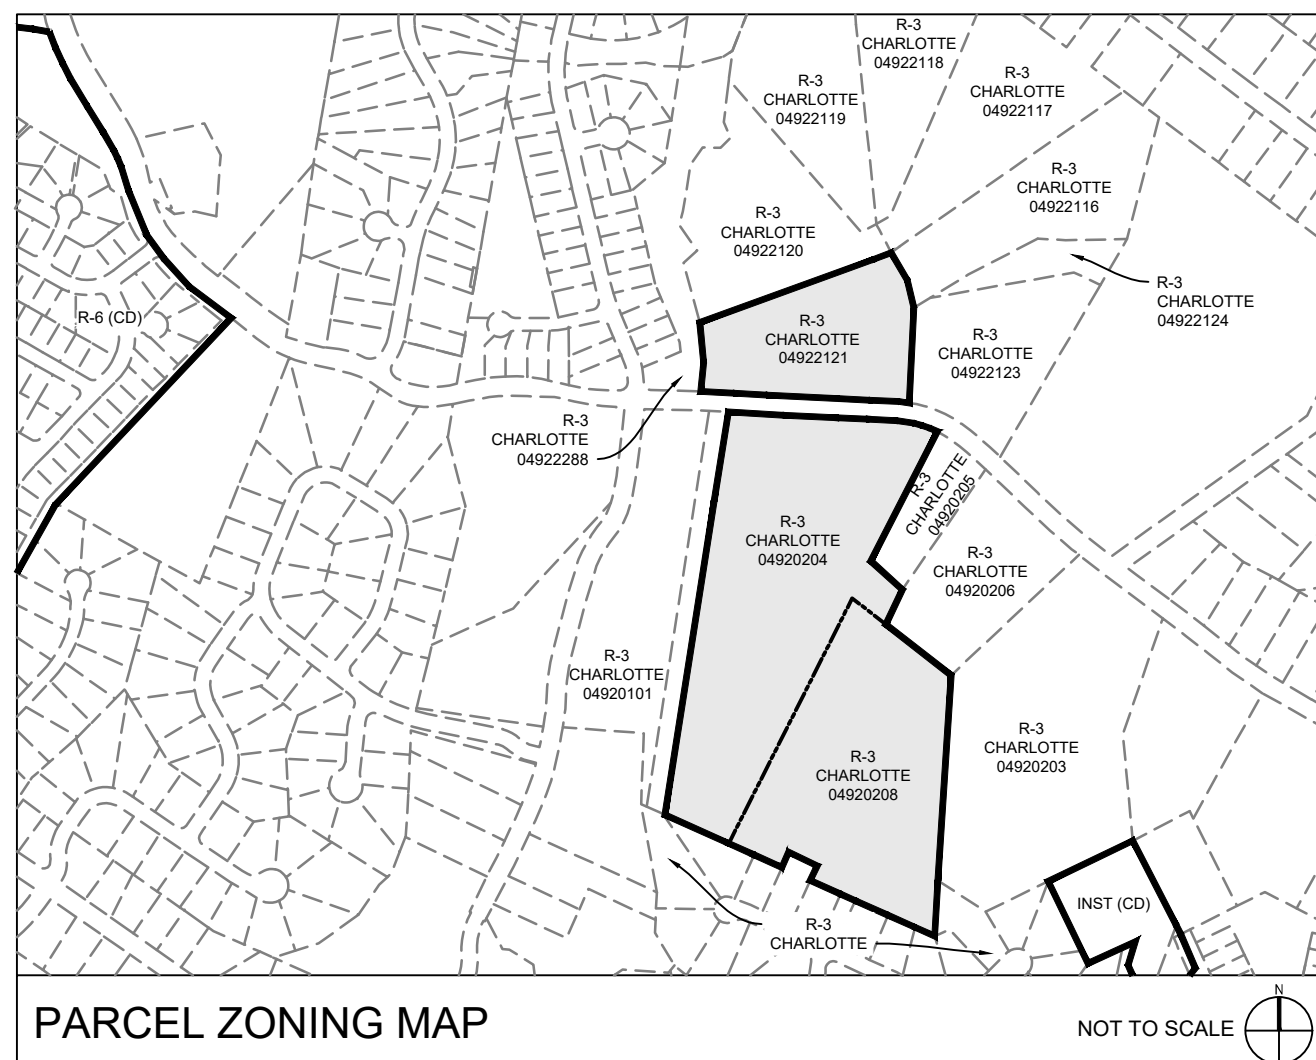 R-3
CHARLOTTE
04922118
R-3
CHARLOTTE
04922119
R-3
CHARLOTTE
04922117
R-3
CHARLOTTE
04922116
R-3
CHARLOTTE
04922120
R-3
CHARLOTTE
04922124
R-6 (CD)
R-3
CHARLOTTE
04922121
R-3
CHARLOTTE
04922123
R-3
CHARLOTTE
04922288
R-3
CHARLOTTE
04920205
R-3
CHARLOTTE
04920204
R-3
CHARLOTTE
04920206
R-3
CHARLOTTE
04920101
R-3
CHARLOTTE
04920203
R-3
CHARLOTTE
04920208
INST (CD)
R-3
CHARLOTTE
PARCEL ZONING MAP
NOT TO SCALE
N